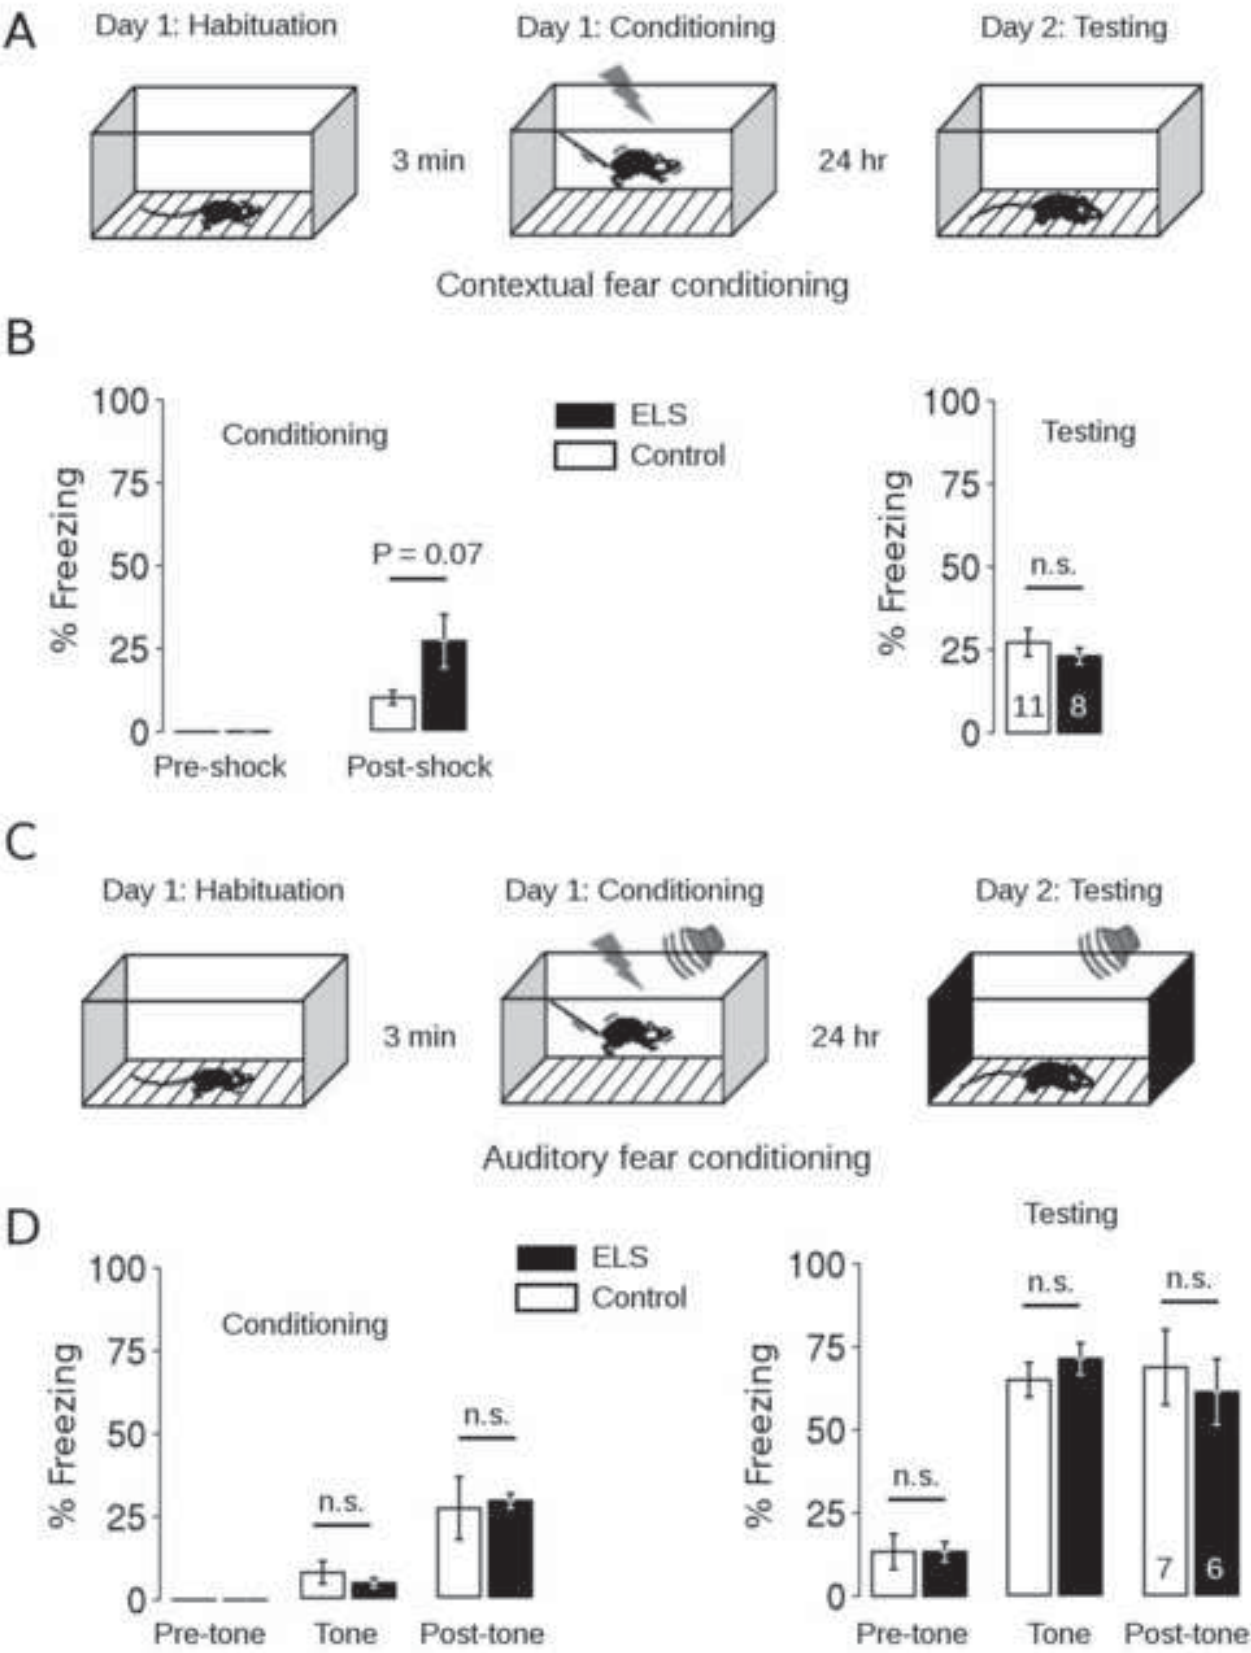 A
Day 1: Habituation
Day 1: Conditioning
Day 2: Testing
3 min
24 hr
Contextual fear conditioning
B
100
75
50
25
0
% Freezing
Conditioning
P = 0.07
Pre-shock
Post-shock
ELS
Control
100
75
50
25
0
% Freezing
Testing
n.s.
11
8
C
Day 1: Habituation
Day 1: Conditioning
Day 2: Testing
3 min
24 hr
Auditory fear conditioning
D
100
75
50
25
0
% Freezing
Conditioning
n.s.
n.s.
Pre-tone
Tone
Post-tone
ELS
Control
Testing
100
75
50
25
0
% Freezing
n.s.
n.s.
n.s.
7
6
Pre-tone
Tone
Post-tone